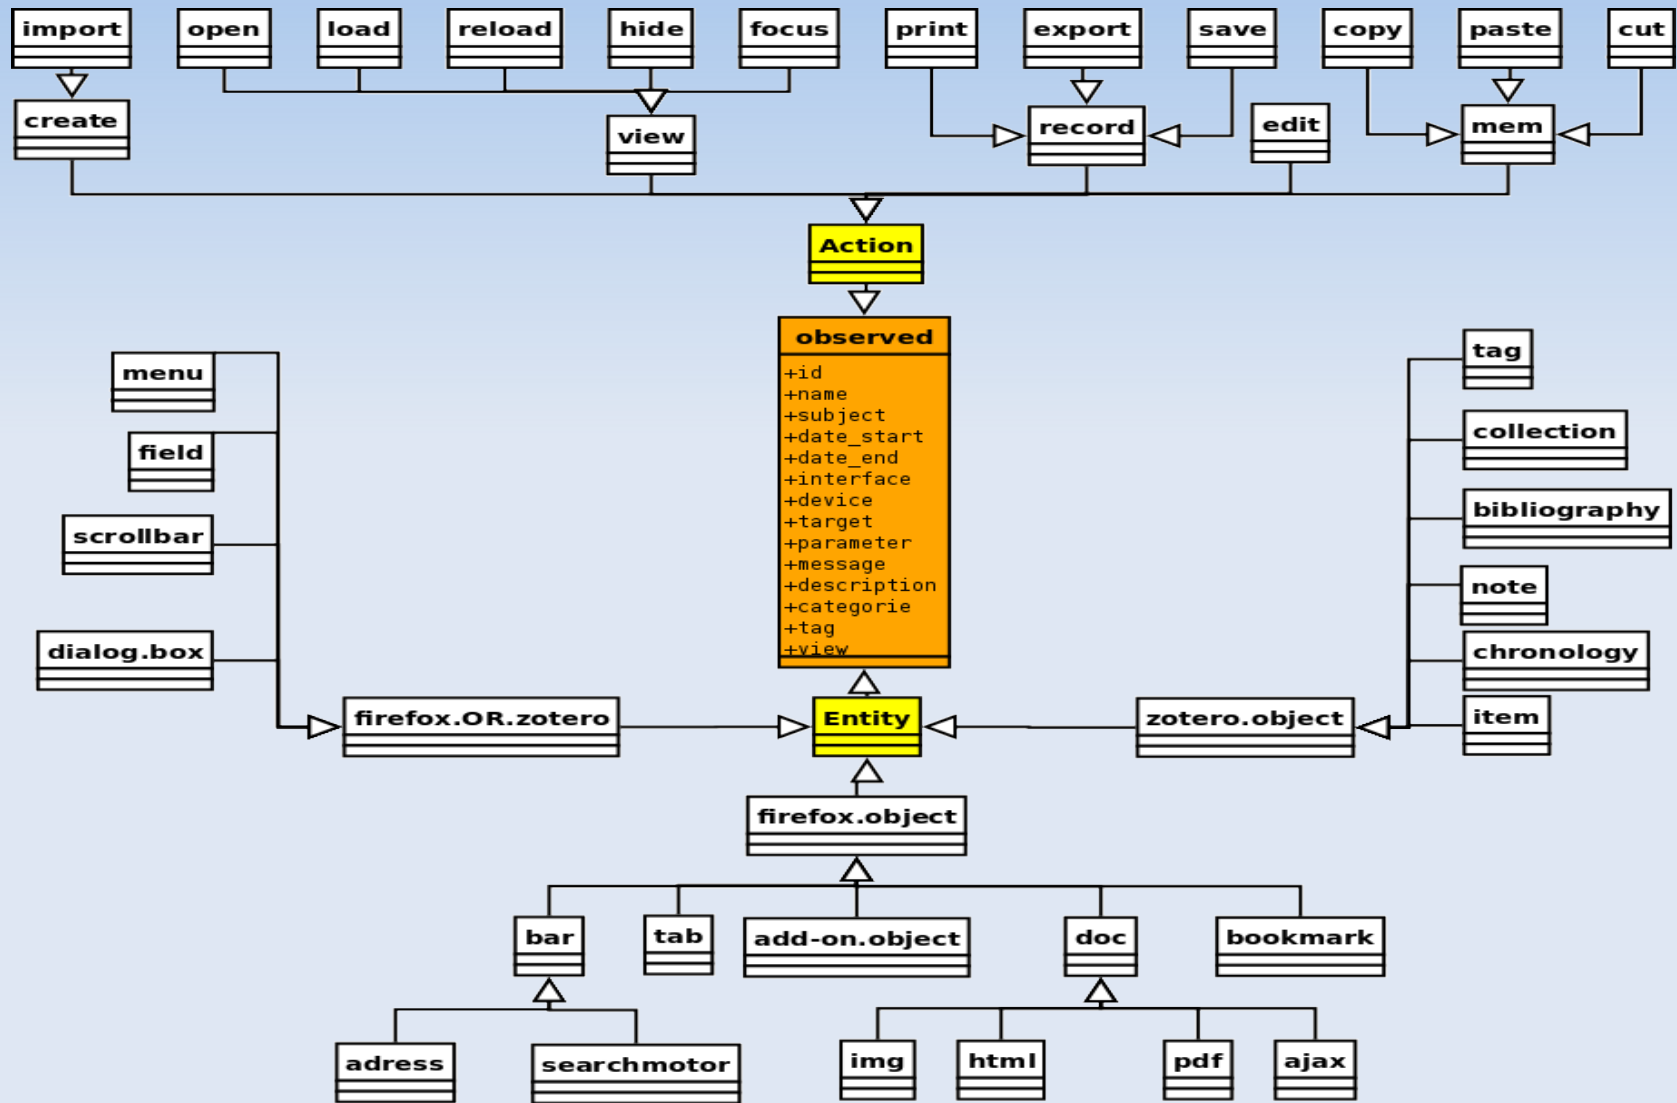 import
open
load
reload
hide
focus
print
export
save
copy
paste
cut
create
view
record
edit
mem
Action
observed
+id
+name
+subject
+date_start
+date_end
+interface
+device
+target
+parameter
+message
+description
+categorie
+tag
+view
menu
field
scrollbar
dialog.box
tag
collection
bibliography
note
chronology
item
firefox.OR.zotero
Entity
zotero.object
firefox.object
bar
tab
add-on.object
doc
bookmark
adress
searchmotor
img
html
pdf
ajax